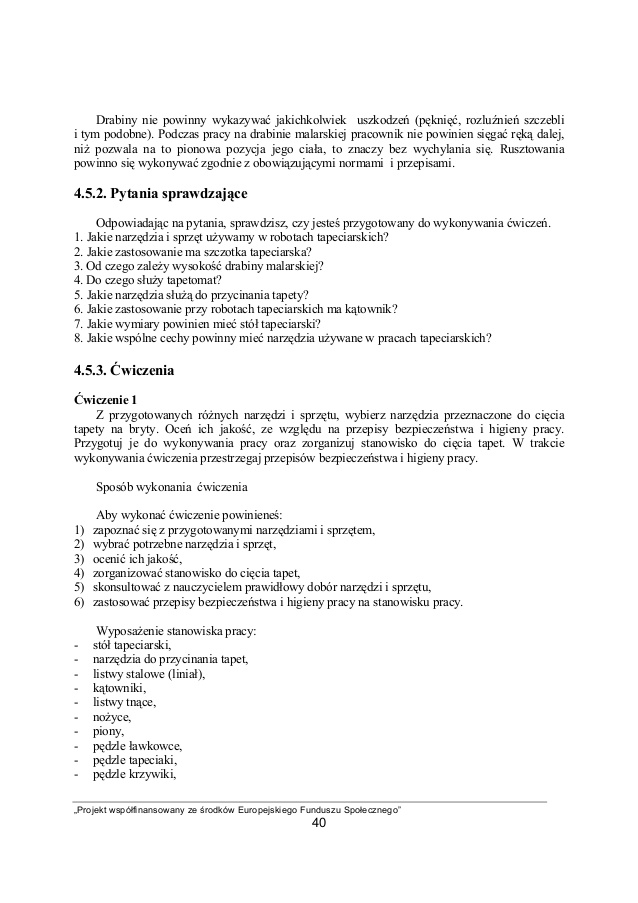 Drabiny nie powinny wykazywać jakichkolwiek uszkodzeń (pęknięć, rozluźnień szczebli
i tym podobne). Podczas pracy na drabinie malarskiej pracownik nie powinien sięgać ręką dalej,
niż pozwala na to pionowa pozycja jego ciała, to znaczy bez wychylania się. Rusztowania
powinno się wykonywać zgodnie z obowiązującymi normami i przepisami.
4.5.2. Pytania sprawdzające
Odpowiadając na pytania, sprawdzisz, czy jesteś przygotowany do wykonywania ćwiczeń.
1. Jakie narzędzia i sprzęt używamy w robotach tapeciarskich?
2. Jakie zastosowanie ma szczotka tapeciarska?
3. Od czego zależy wysokość drabiny malarskiej?
4. Do czego służy tapetomat?
5. Jakie narzędzia służą do przycinania tapety?
6. Jakie zastosowanie przy robotach tapeciarskich ma kątownik?
7. Jakie wymiary powinien mieć stół tapeciarski?
8. Jakie wspólne cechy powinny mieć narzędzia używane w pracach tapeciarskich?
4.5.3. Ćwiczenia
Ćwiczenie 1
Z przygotowanych różnych narzędzi i sprzętu, wybierz narzędzia przeznaczone do cięcia
tapety na bryty. Oceń ich jakość, ze względu na przepisy bezpieczeństwa i higieny pracy.
Przygotuj je do wykonywania pracy oraz zorganizuj stanowisko do cięcia tapet. W trakcie
wykonywania ćwiczenia przestrzegaj przepisów bezpieczeństwa i higieny pracy.
Sposób wykonania ćwiczenia
Aby wykonać ćwiczenie powinieneś:
1) zapoznać się z przygotowanymi narzędziami i sprzętem,
2) wybrać potrzebne narzędzia i sprzęt,
3) ocenić ich jakość,
4) zorganizować stanowisko do cięcia tapet,
5) skonsultować z nauczycielem prawidłowy dobór narzędzi i sprzętu,
6) zastosować przepisy bezpieczeństwa i higieny pracy na stanowisku pracy.
Wyposażenie stanowiska pracy:
- stół tapeciarski,
- narzędzia do przycinania tapet,
- listwy stalowe (liniał),
- kątowniki,
- listwy tnące,
- nożyce,
- piony,
- pędzle ławkowce,
- pędzle tapeciaki,
- pędzle krzywiki,
„Projekt współfinansowany ze środków Europejskiego Funduszu Społecznego”
40